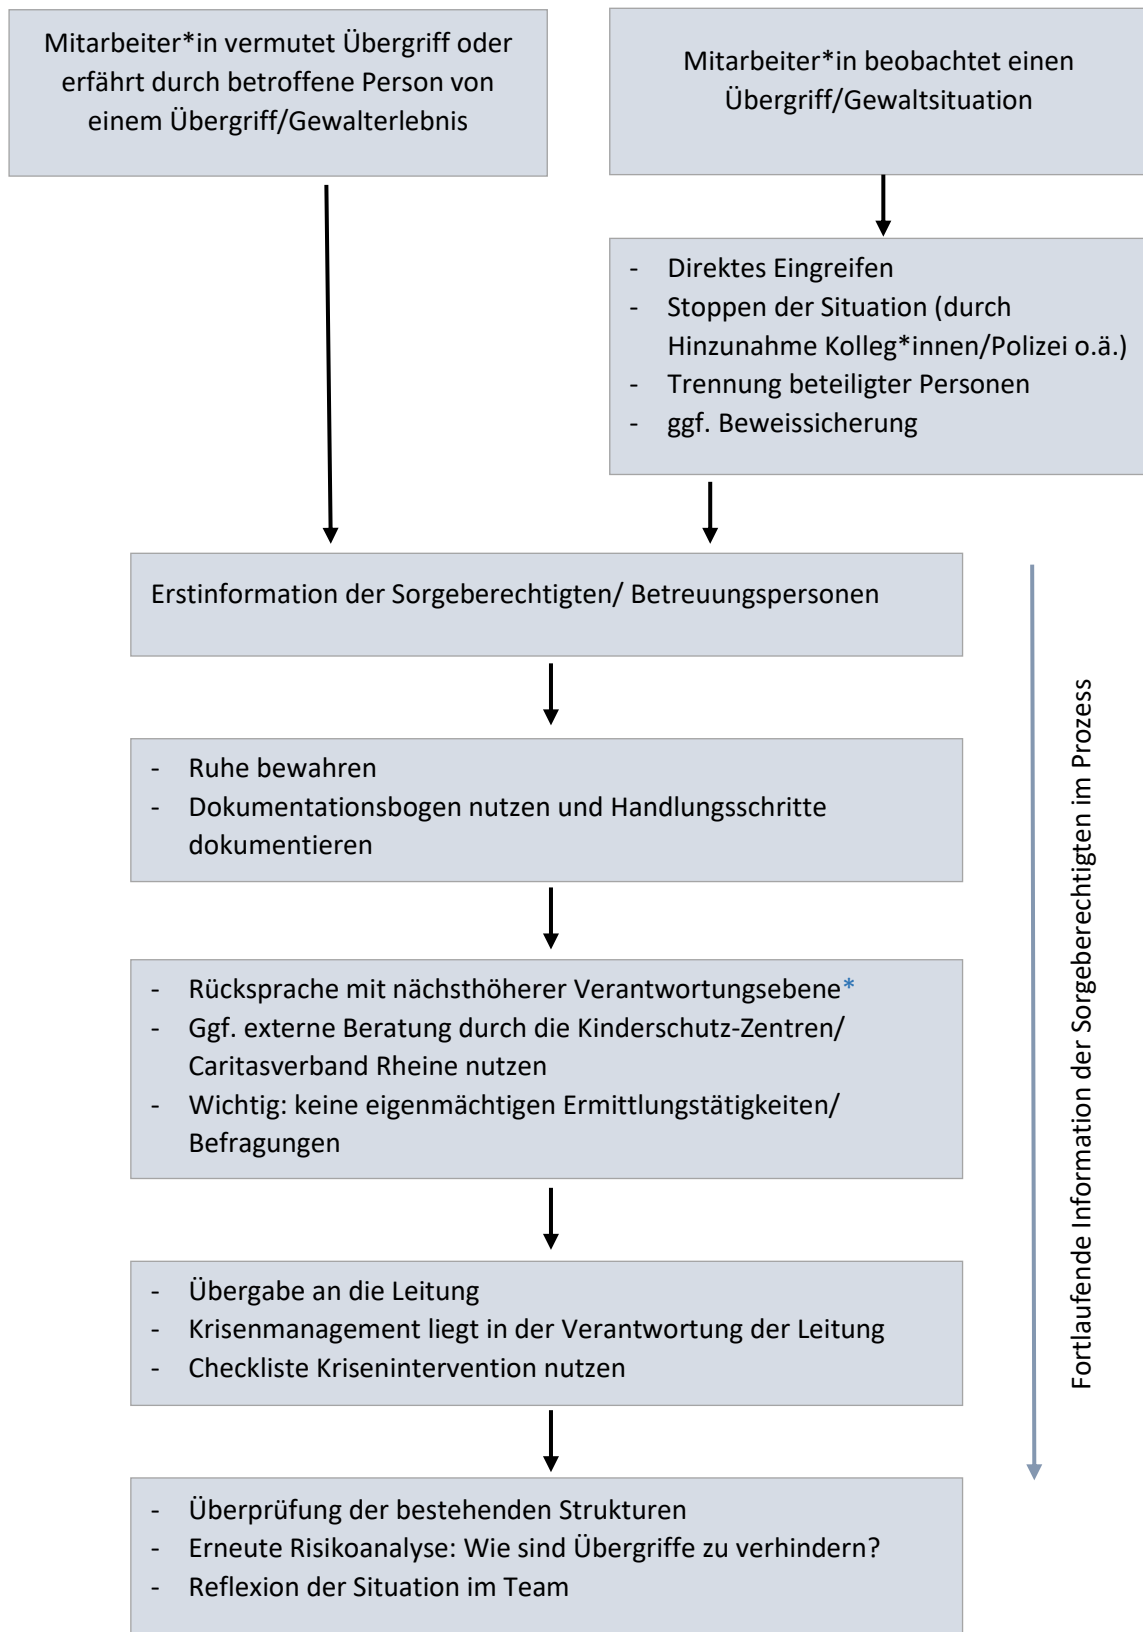 Mitarbeiter*in vermutet Übergriff oder
erfährt durch betroffene Person von
einem Übergriff/Gewalterlebnis
Mitarbeiter*in beobachtet einen
Übergriff/Gewaltsituation
- Direktes Eingreifen
- Stoppen der Situation (durch
Hinzunahme Kolleg*innen/Polizei o.ä.)
- Trennung beteiligter Personen
- ggf. Beweissicherung
Erstinformation der Sorgeberechtigten/ Betreuungspersonen
- Ruhe bewahren
- Dokumentationsbogen nutzen und Handlungsschritte
dokumentieren
- Rücksprache mit nächsthöherer Verantwortungsebene*
- Ggf. externe Beratung durch die Kinderschutz-Zentren/
Caritasverband Rheine nutzen
- Wichtig: keine eigenmächtigen Ermittlungstätigkeiten/
Befragungen
- Übergabe an die Leitung
- Krisenmanagement liegt in der Verantwortung der Leitung
- Checkliste Krisenintervention nutzen
- Überprüfung der bestehenden Strukturen
- Erneute Risikoanalyse: Wie sind Übergriffe zu verhindern?
- Reflexion der Situation im Team
Fortlaufende Information der Sorgeberechtigten im Prozess